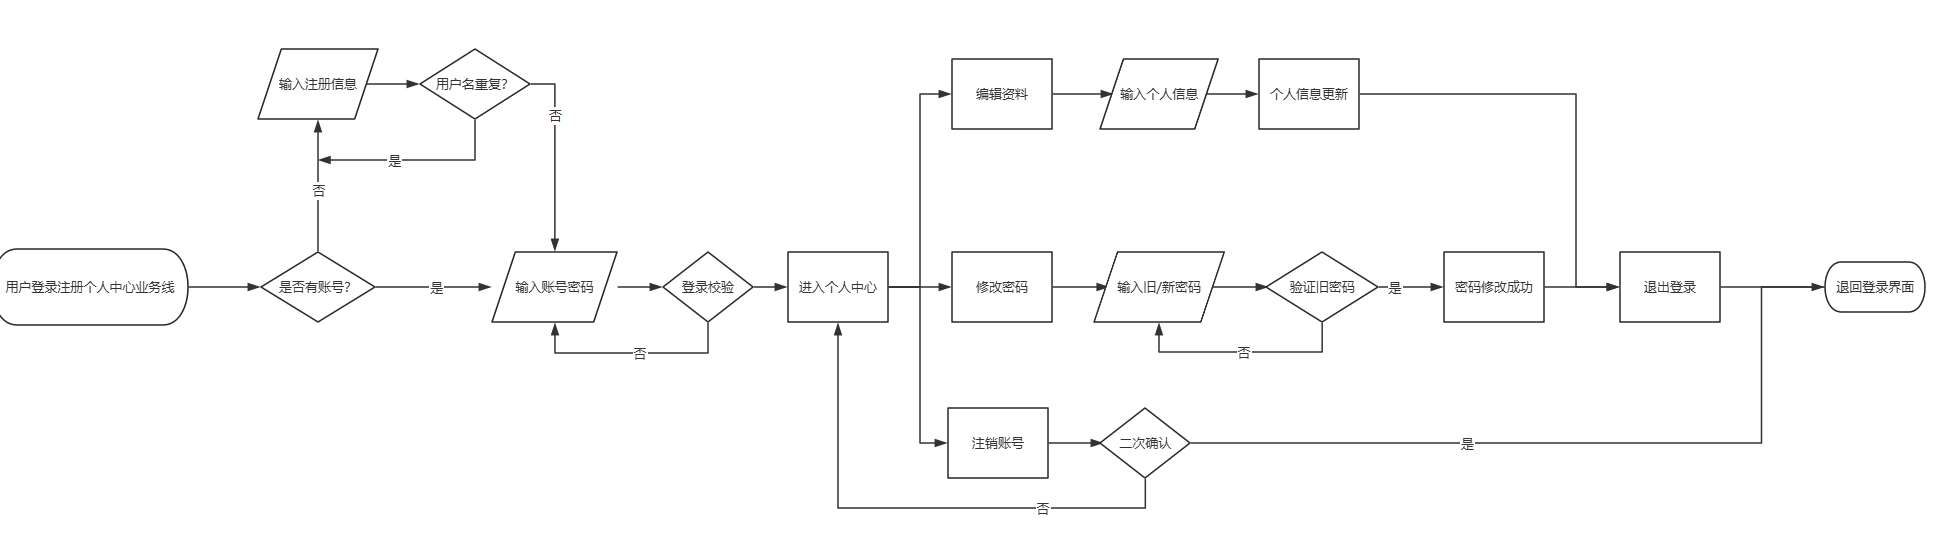 输入注册信息
用户名重复?
否
是
否
用户登录注册个人中心业务线
是否有账号?
是
输入账号密码
登录校验
否
进入个人中心
编辑资料
输入个人信息
个人信息更新
修改密码
输入旧/新密码
验证旧密码
是
否
密码修改成功
退出登录
退回登录界面
注销账号
二次确认
是
否